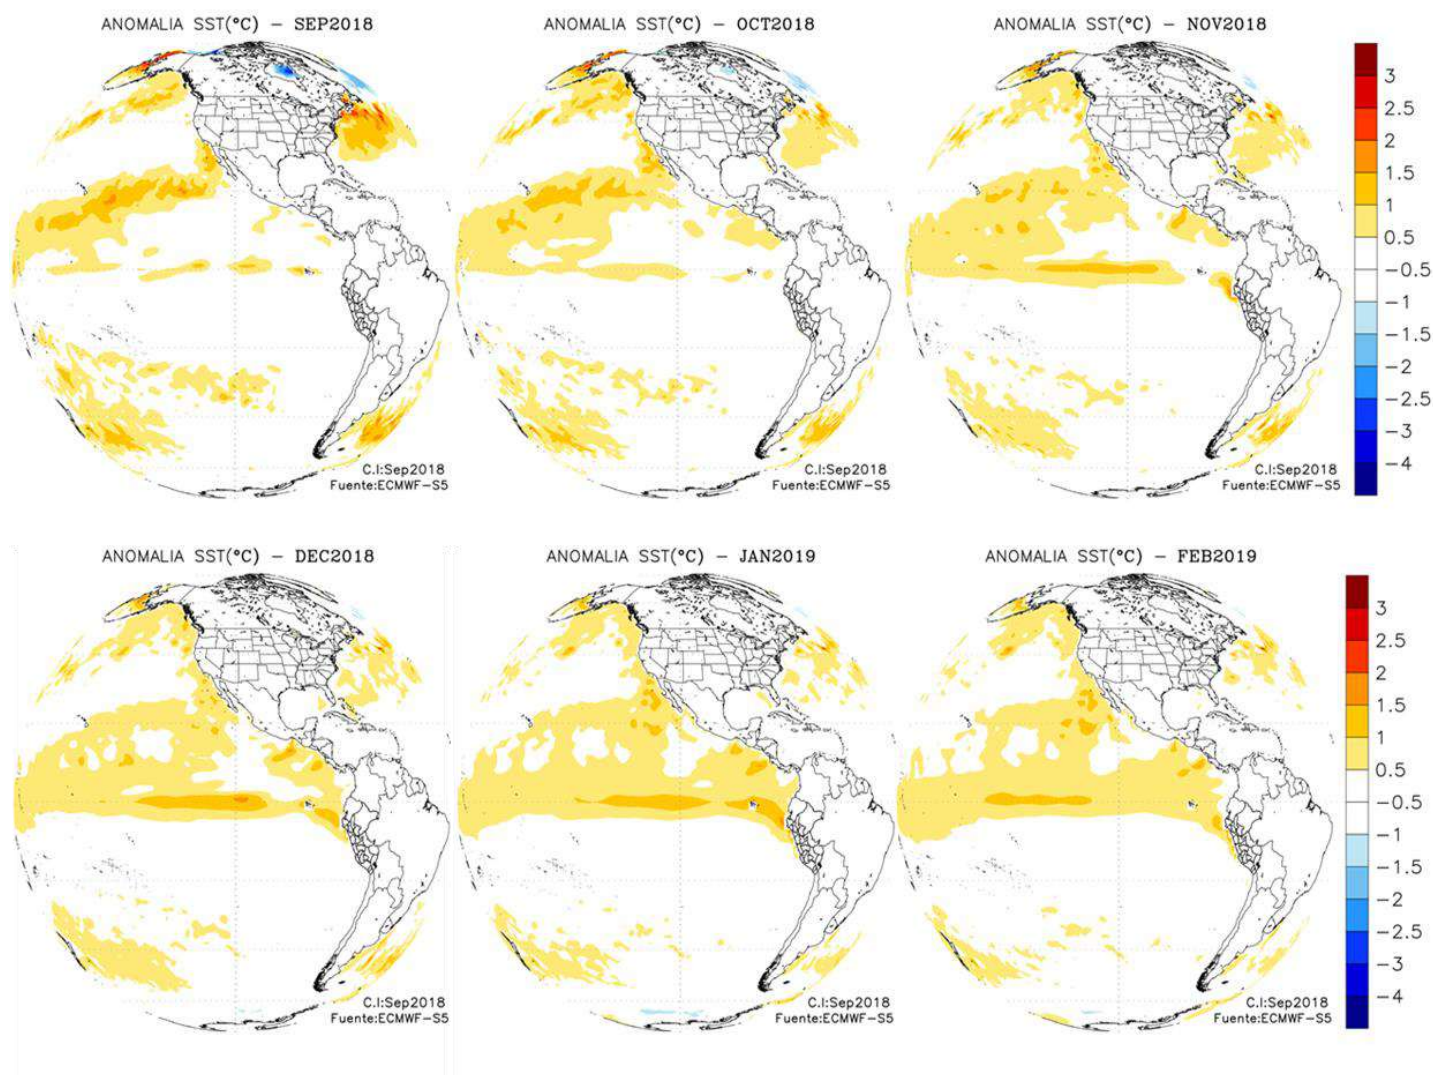 ANOMALIA SST(°C) − SEP2018
ANOMALIA SST(°C) − OCT2018
ANOMALIA SST(°C) − NOV2018
3
2.5
2
1.5
1
0.5
−0.5
−1
−1.5
−2
−2.5
−3
−4
C.I:Sep2018
Fuente:ECMWF−S5
C.I:Sep2018
Fuente:ECMWF−S5
C.I:Sep2018
Fuente:ECMWF−S5
ANOMALIA SST(°C) − DEC2018
ANOMALIA SST(°C) − JAN2019
ANOMALIA SST(°C) − FEB2019
3
2.5
2
1.5
1
0.5
−0.5
−1
−1.5
−2
−2.5
−3
−4
C.I:Sep2018
Fuente:ECMWF−S5
C.I:Sep2018
Fuente:ECMWF−S5
C.I:Sep2018
Fuente:ECMWF−S5